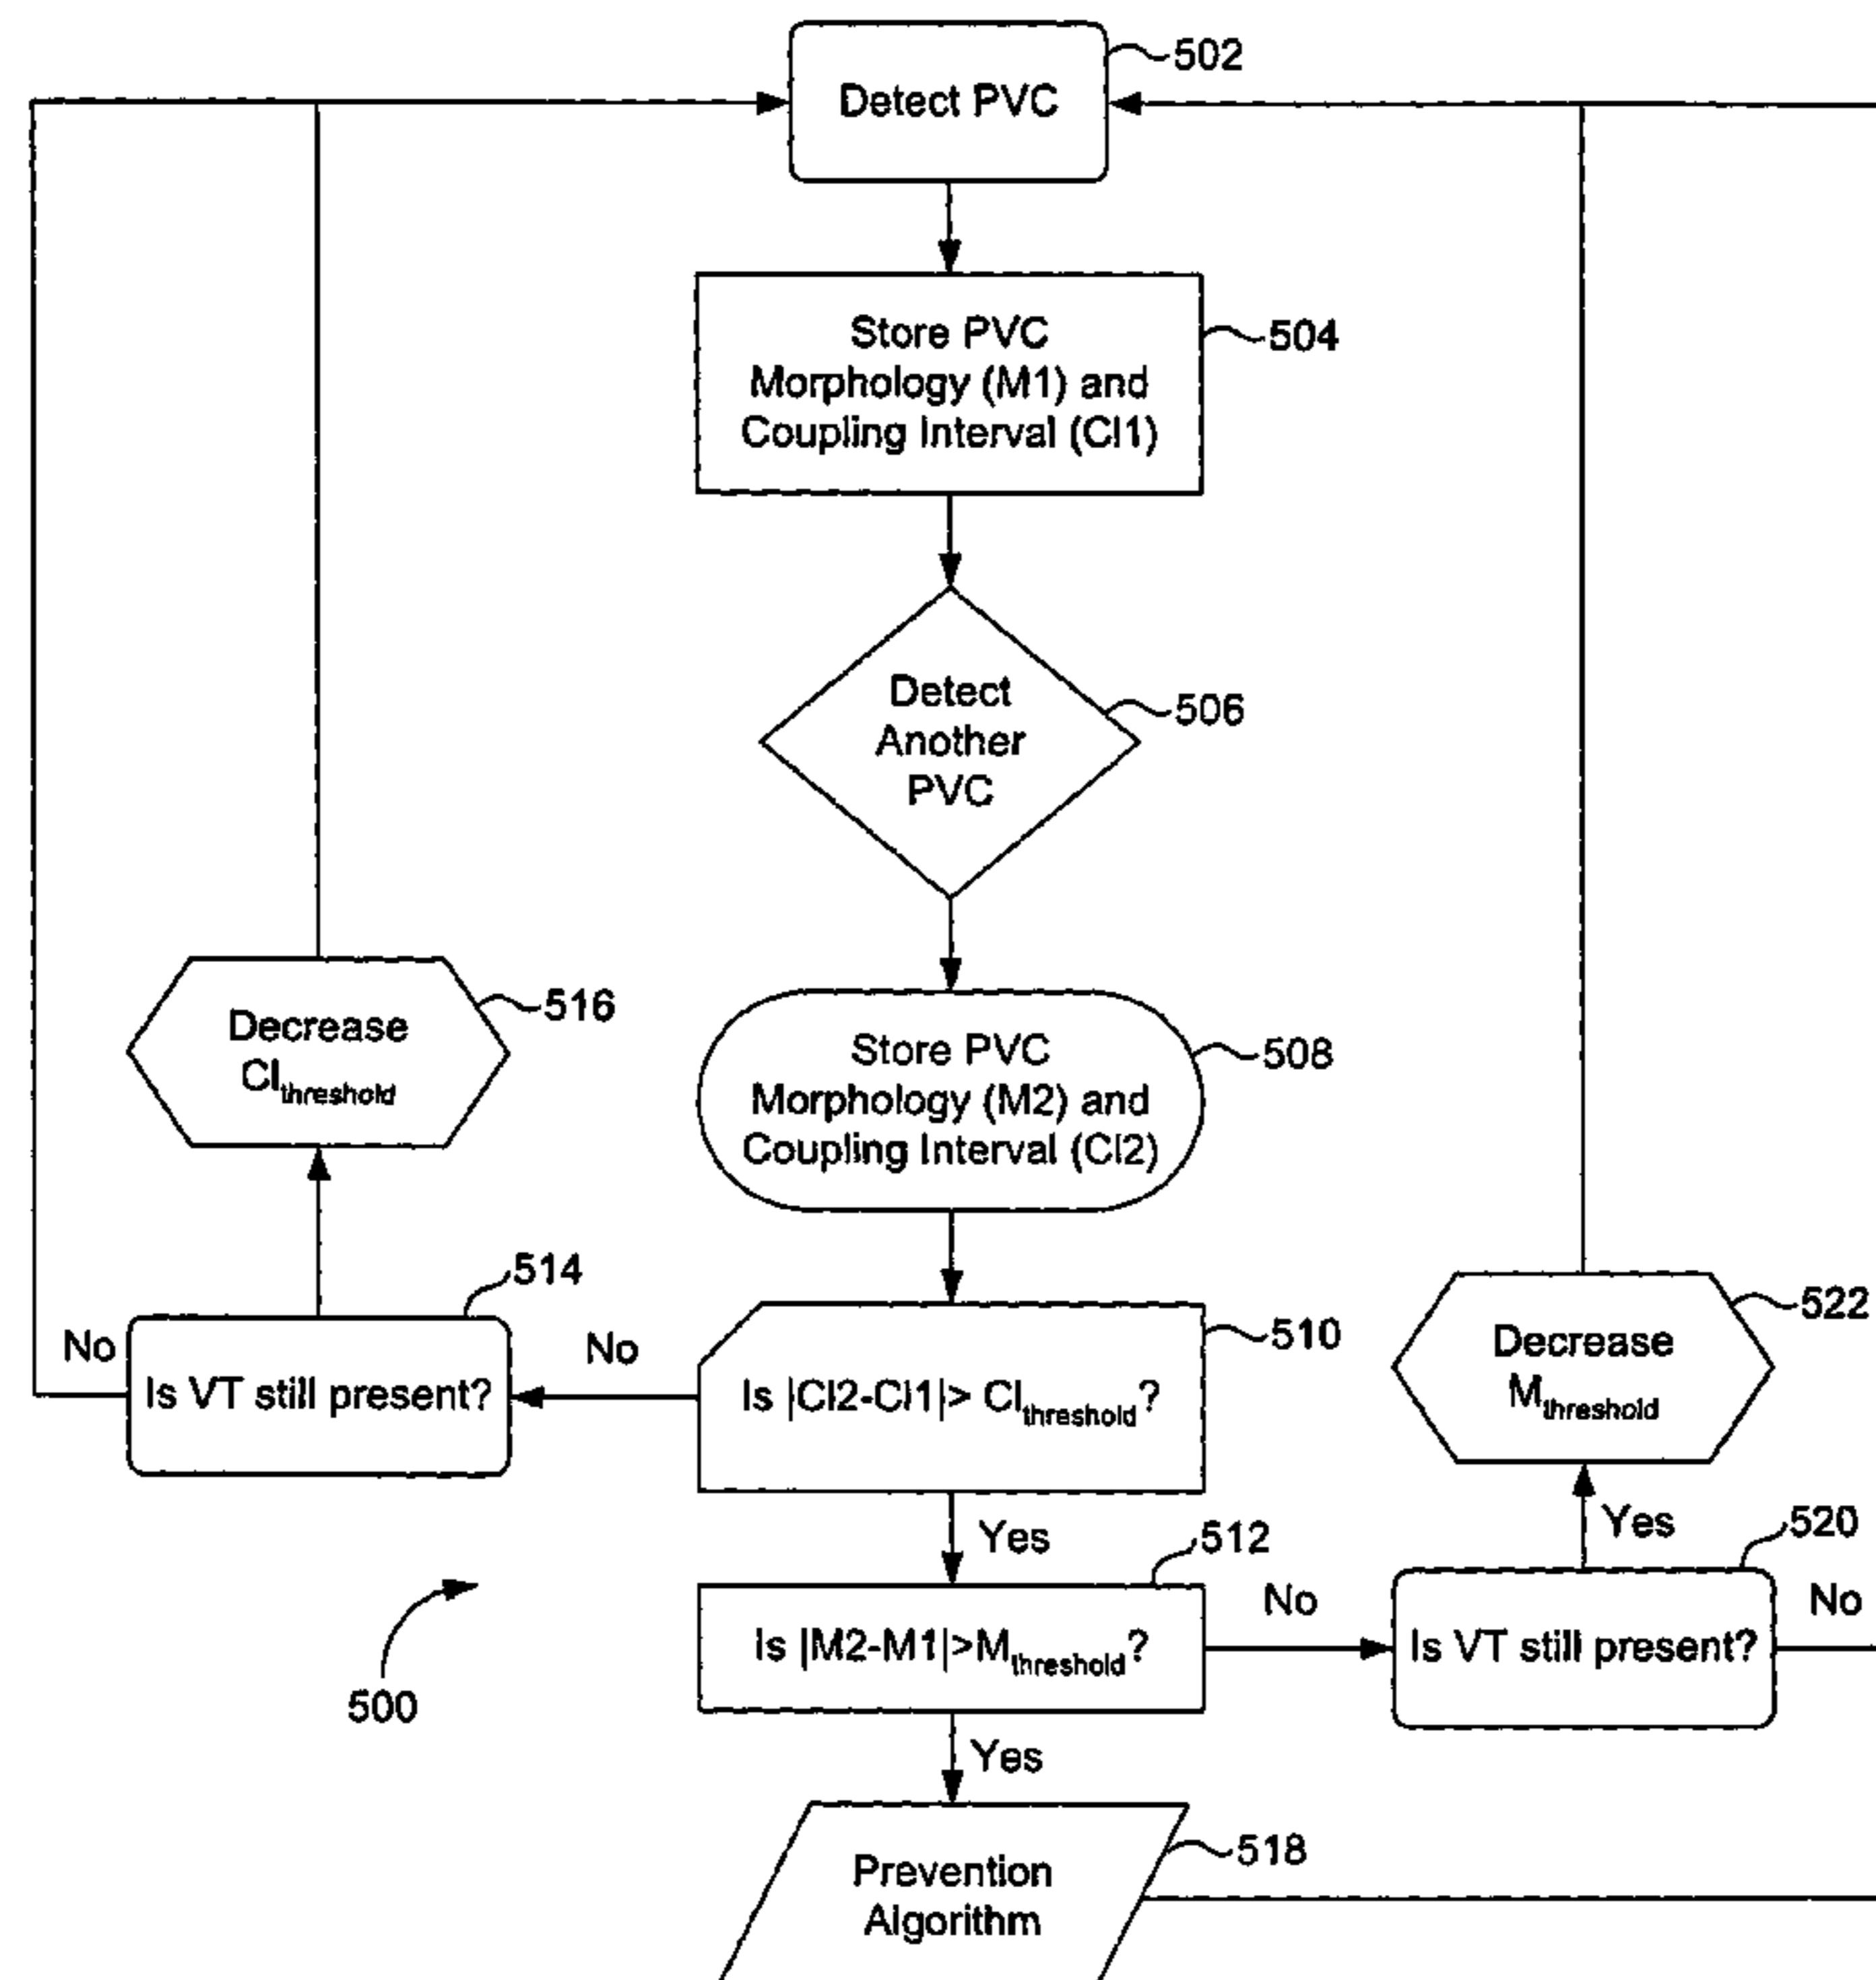 502
Detect PVC
Store PVC
Morphology (M1) and
Coupling Interval (CI1)
504
Detect
Another
PVC
506
516
Decrease
CIthreshold
Store PVC
Morphology (M2) and
Coupling Interval (CI2)
508
514
No
Is VT still present?
No
Is |CI2-CI1|> CIthreshold?
510
522
Decrease
Mthreshold
Yes
512
Yes
520
500
Is |M2-M1|>Mthreshold?
No
Is VT still present?
No
Yes
518
Prevention
Algorithm